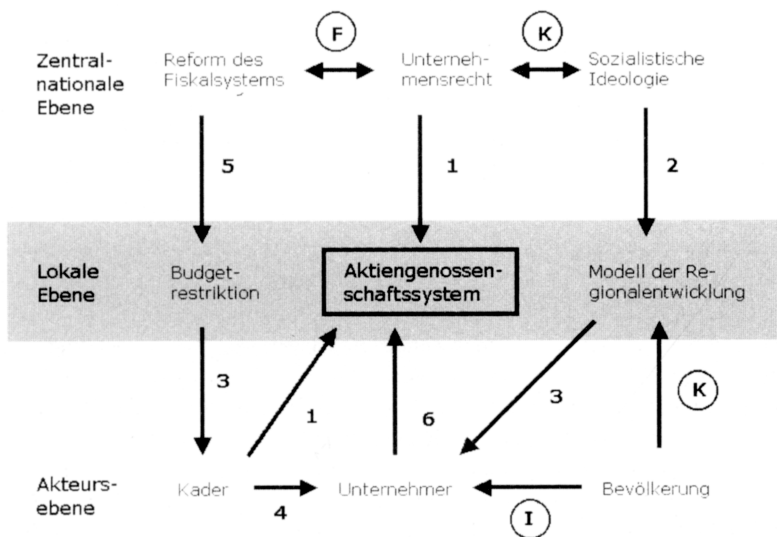 F
K
Zentral-
nationale
Ebene
Reform des
Fiskalsystems
Unterneh-
mensrecht
Sozialistische
Ideologie
5
1
2
Lokale
Ebene
Budget-
restriktion
Aktiengenossen-
schaftssystem
Modell der Re-
gionalentwicklung
3
1
6
3
K
Akteurs-
ebene
Kader
4
Unternehmer
I
Bevölkerung